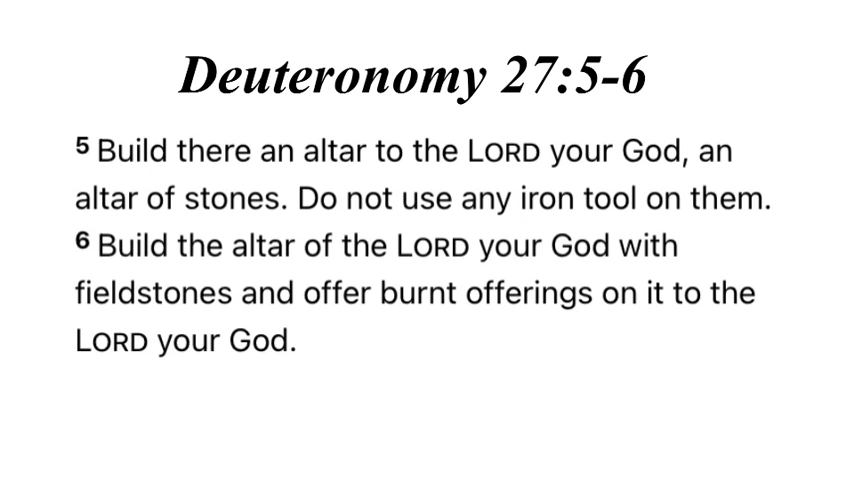 Deuteronomy 27:5-6
5 Build there an altar to the LORD your God, an
altar of stones. Do not use any iron tool on them.
6 Build the altar of the LORD your God with
fieldstones and offer burnt offerings on it to the
LORD your God.